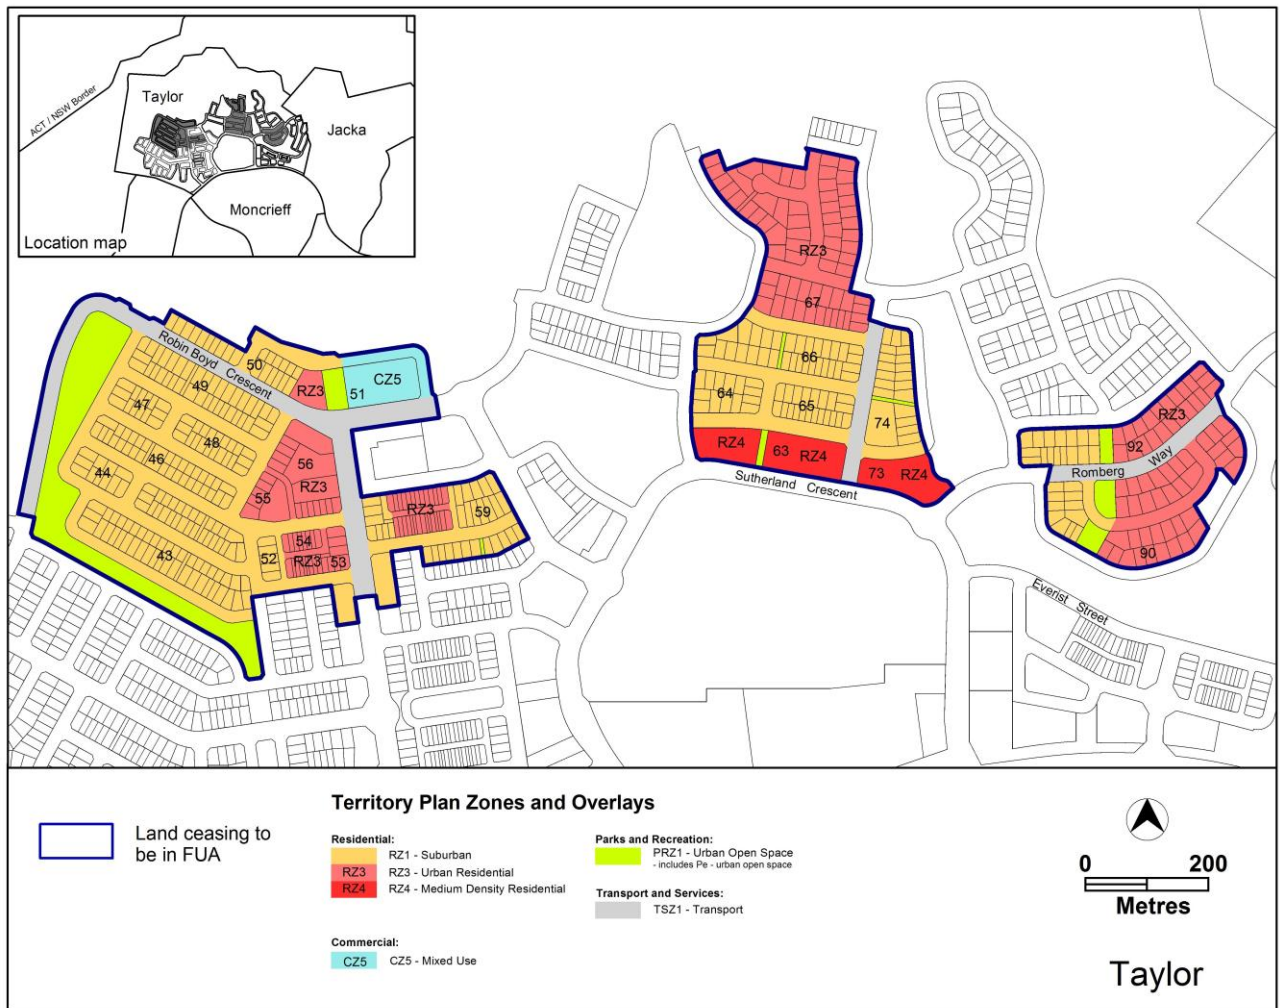 ACT / NSW Border
Taylor
Jacka
Moncrieff
Location map
RZ3
67
66
64
65
74
RZ4
63
RZ4
73
RZ4
Sutherland Crescent
Robin Boyd Crescent
50
49
RZ3
51
CZ5
47
48
46
44
56
RZ3
55
43
52
54
RZ3
53
RZ3
59
RZ3
92
Romberg Way
90
Everist Street
Land ceasing to
be in FUA
Territory Plan Zones and Overlays
Residential:
RZ1 - Suburban
RZ3 RZ3 - Urban Residential
RZ4 RZ4 - Medium Density Residential
Commercial:
CZ5 CZ5 - Mixed Use
Parks and Recreation:
PRZ1 - Urban Open Space
- includes Pe - urban open space
Transport and Services:
TSZ1 - Transport
0 200
Metres
Taylor